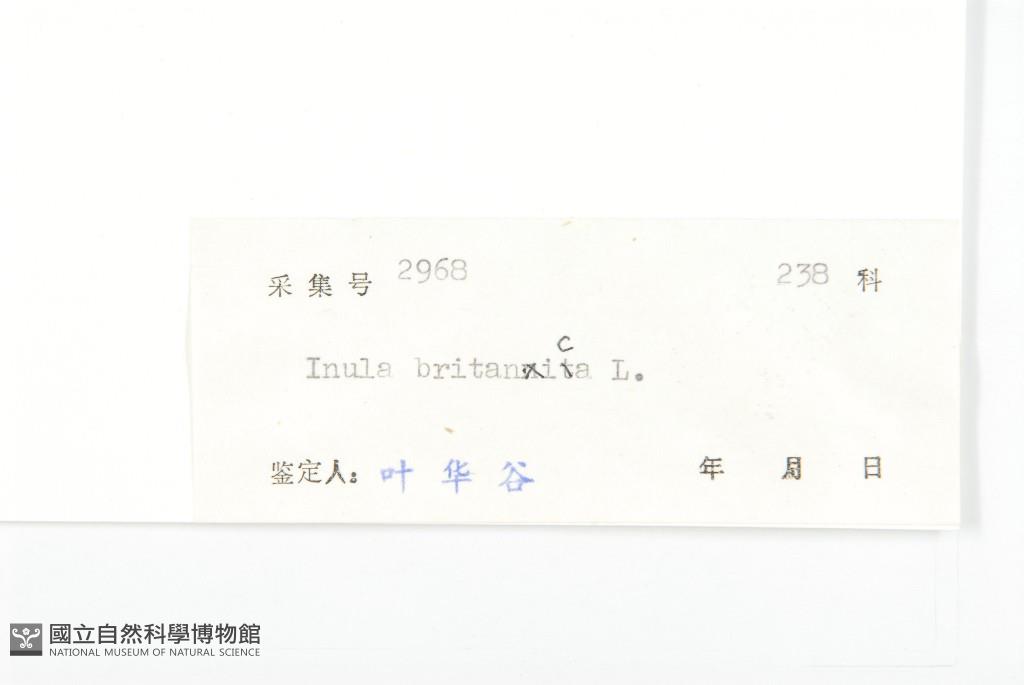 采集号 2968 238 科
Inula britanica L.
鉴定人：叶华谷 年 月 日
國立自然科學博物館
NATIONAL MUSEUM OF NATURAL SCIENCE